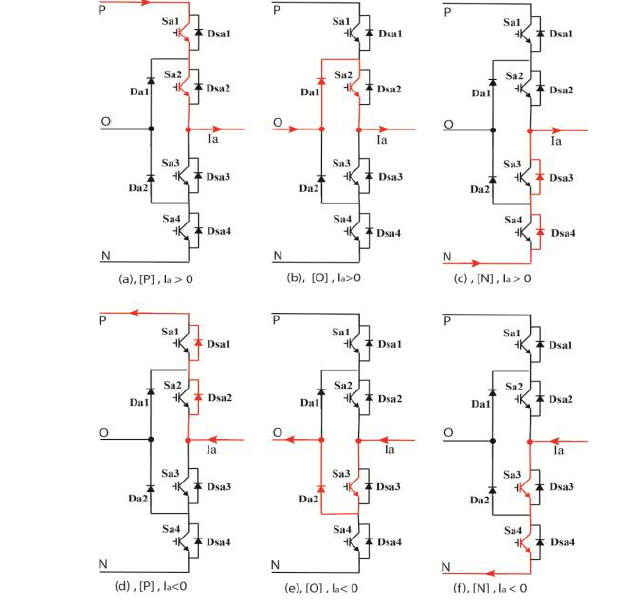 P
Sa1
Dsa1
Sa2
Da1
Dsa2
O
Ia
Sa3
Da2
Dsa3
Sa4
Dsa4
N
(a),[P],Ia>0
P
Sa1
Dsa1
Sa2
Da1
Dsa2
O
Ia
Sa3
Da2
Dsa3
Sa4
Dsa4
N
(b), [O],Ia>0
P
Sa1
Dsa1
Sa2
Da1
Dsa2
O
Ia
Sa3
Da2
Dsa3
Sa4
Dsa4
N
(c),[N],Ia>0
P
Sa1
Dsa1
Sa2
Da1
Dsa2
O
Ia
Sa3
Da2
Dsa3
Sa4
Dsa4
N
(d),[P],Ia<0
P
Sa1
Dsa1
Sa2
Da1
Dsa2
O
Ia
Sa3
Da2
Dsa3
Sa4
Dsa4
N
(e),[O],Ia<0
P
Sa1
Dsa1
Sa2
Da1
Dsa2
O
Ia
Sa3
Da2
Dsa3
Sa4
Dsa4
N
(f),[N],Ia<0